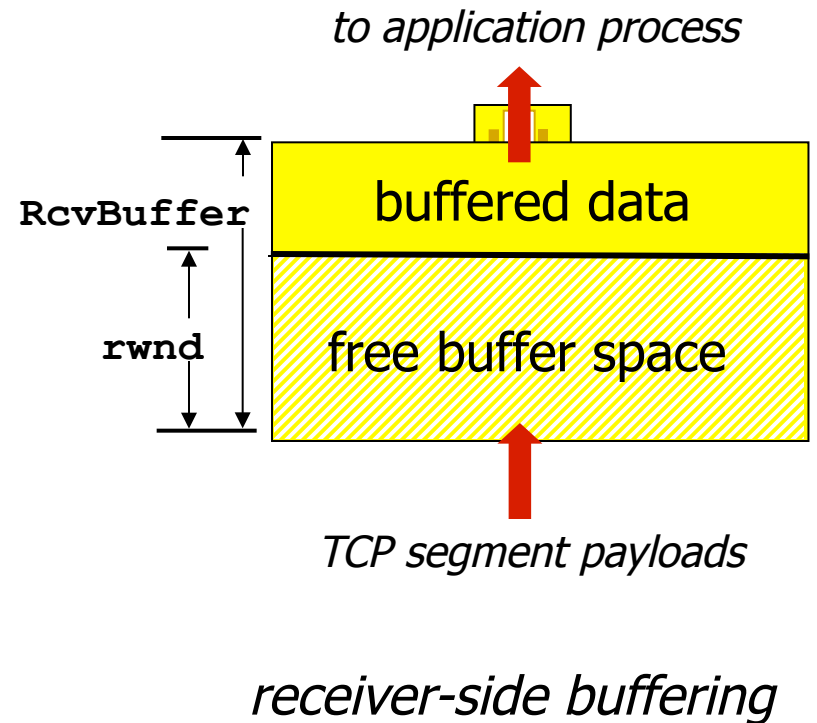 to application process
RcvBuffer
buffered data
rwnd
free buffer space
TCP segment payloads
receiver-side buffering